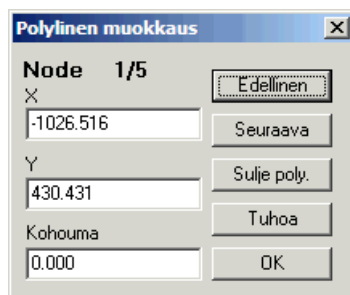 Polylinen muokkaus
Node 1/5
X
-1026.516
Y
430.431
Kohouma
0.000
Edellinen
Seuraava
Sulje poly.
Tuhoa
OK